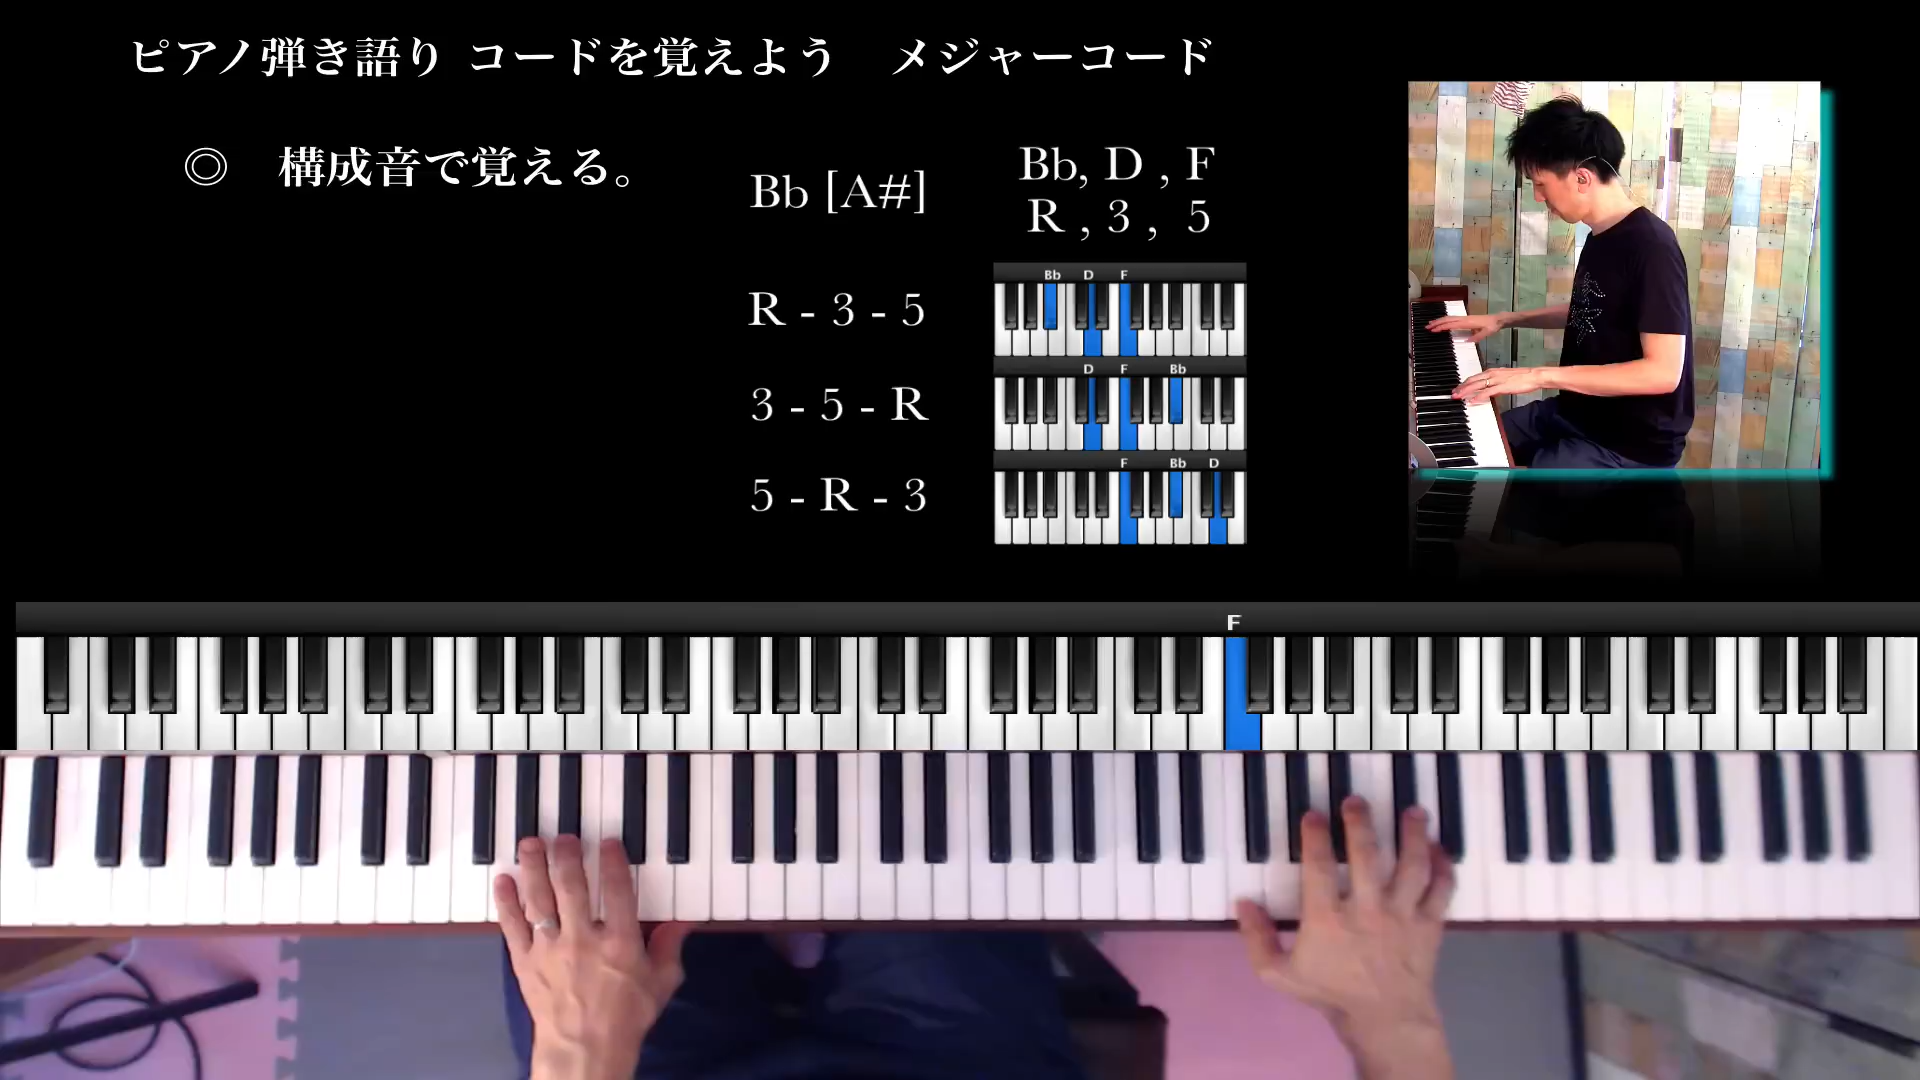 ピアノ弾き語り コードを覚えよう　メジャーコード
◎　構成音で覚える。
Bb [A#]
Bb, D , F
R , 3 , 5
R - 3 - 5
Bb D F
3 - 5 - R
D F Bb
5 - R - 3
F Bb D
F